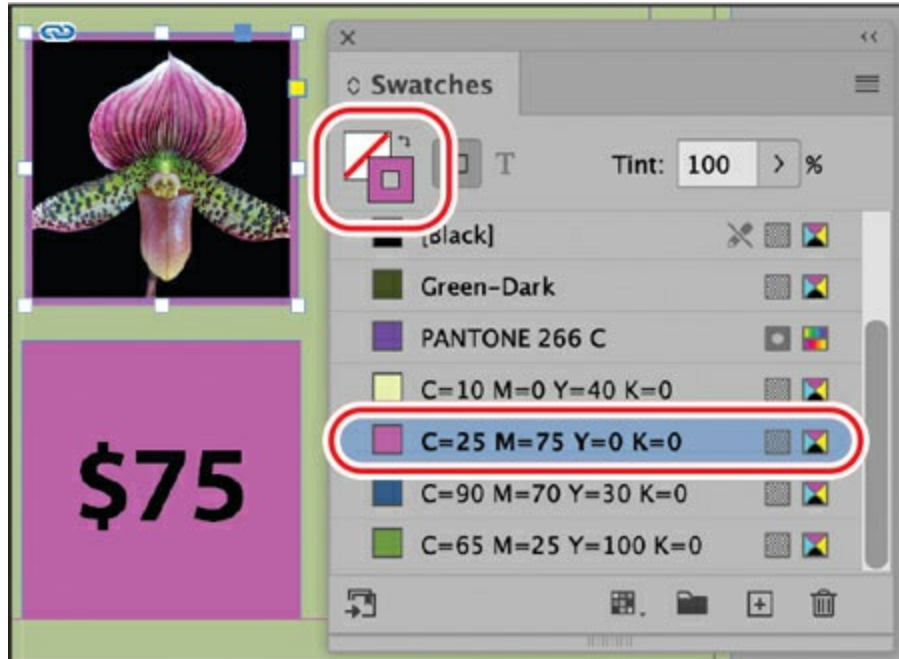 Swatches
T
Tint: 100 %
[Black]
Green-Dark
PANTONE 266 C
C=10 M=0 Y=40 K=0
C=25 M=75 Y=0 K=0
C=90 M=70 Y=30 K=0
C=65 M=25 Y=100 K=0
$75